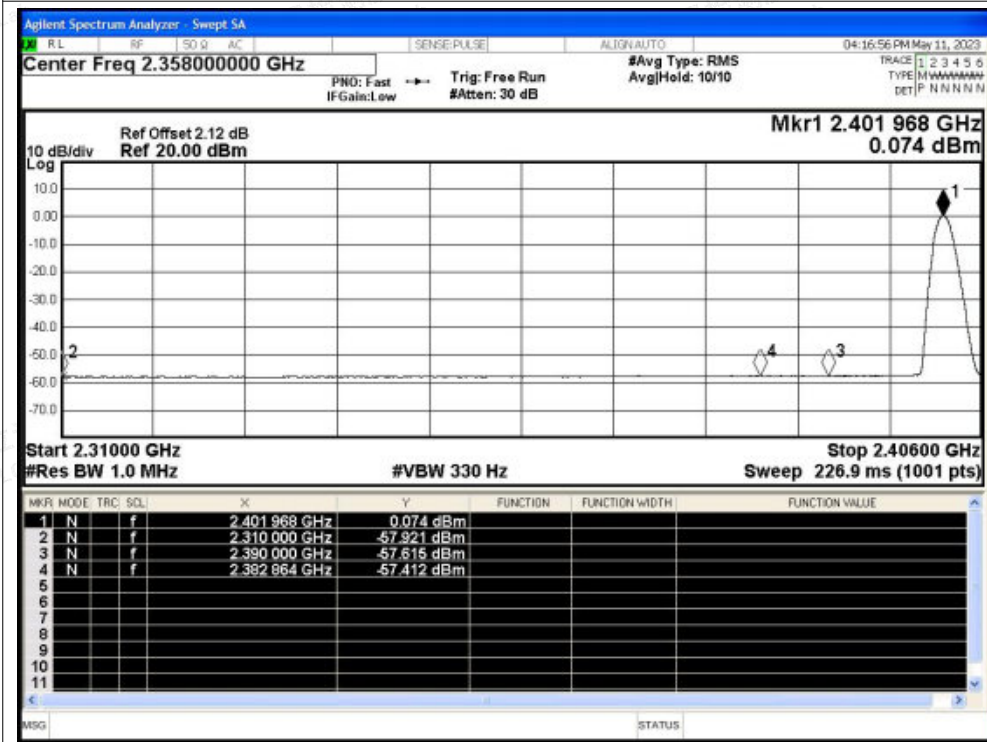 Agilent Spectrum Analyzer - Swept SA
LXI RL RF 50 Ω AC SENSE:PULSE ALIGN AUTO 04:16:56 PM May 11, 2023
Center Freq 2.358000000 GHz PNO: Fast Trig: Free Run #Avg Type: RMS TRACE 1 2 3 4 5 6
IFGain:Low #Atten: 30 dB Avg|Hold: 10/10 TYPE M WWWWW
DET P N N N N N
Ref Offset 2.12 dB Mkr1 2.401 968 GHz
10 dB/div Ref 20.00 dBm 0.074 dBm
Log
10.0
1
0.00
-10.0
-20.0
-30.0
-40.0
-50.0 2 4 3
-60.0
-70.0
Start 2.31000 GHz Stop 2.40600 GHz
#Res BW 1.0 MHz #VBW 330 Hz Sweep 226.9 ms (1001 pts)
MKR MODE TRC SCL X Y FUNCTION FUNCTION WIDTH FUNCTION VALUE
1 N f 2.401 968 GHz 0.074 dBm
2 N f 2.310 000 GHz -57.921 dBm
3 N f 2.390 000 GHz -57.615 dBm
4 N f 2.382 864 GHz -57.412 dBm
5
6
7
8
9
10
11
MSG STATUS